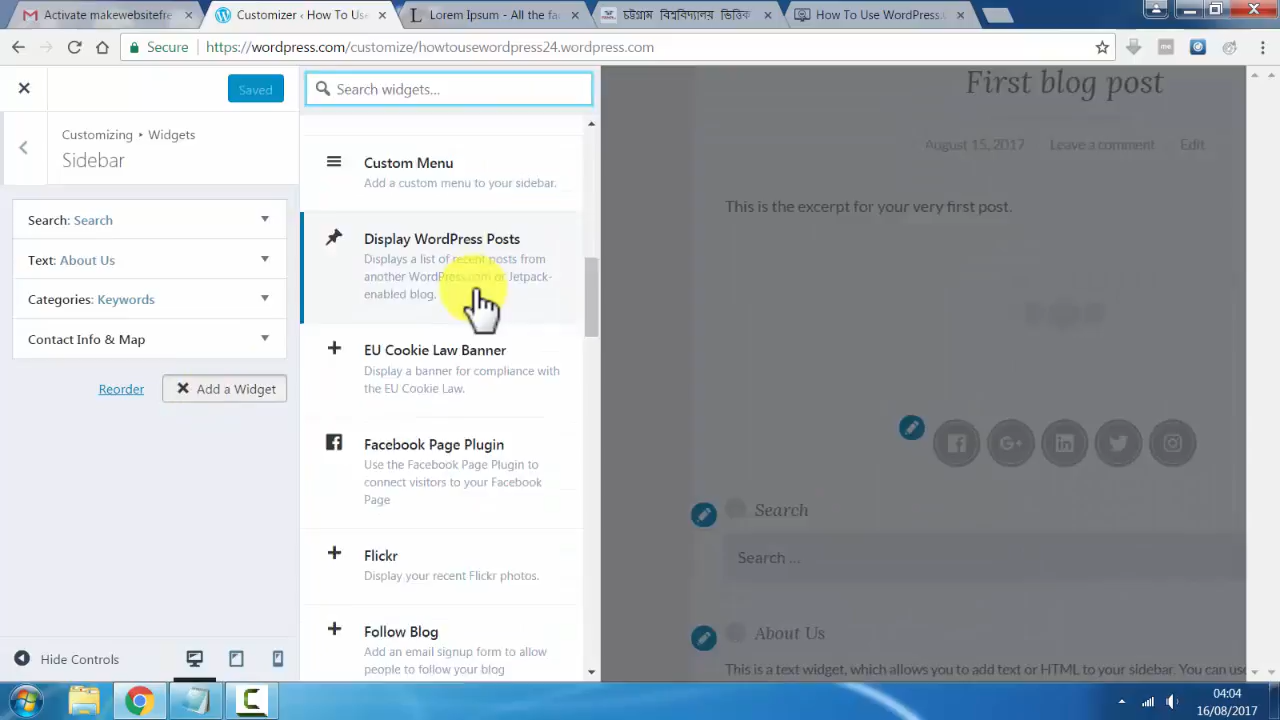 Activate makewebsitefre
Customizer ‹ How To Use
Lorem Ipsum - All the fa
চট্টগ্রাম বিশ্ববিদ্যালয় ভিত্তিক
How To Use WordPress.
Secure https://wordpress.com/customize/howtousewordpress24.wordpress.com
Saved
Search widgets...
Customizing • Widgets
Sidebar
Search: Search
Text: About Us
Categories: Keywords
Contact Info & Map
Reorder
Add a Widget
Hide Controls
Custom Menu
Add a custom menu to your sidebar.
Display WordPress Posts
Displays a list of recent posts from
another WordPress.com or Jetpack-
enabled blog.
EU Cookie Law Banner
Display a banner for compliance with
the EU Cookie Law.
Facebook Page Plugin
Use the Facebook Page Plugin to
connect visitors to your Facebook
Page
Flickr
Display your recent Flickr photos.
Follow Blog
Add an email signup form to allow
people to follow your blog
First blog post
August 15, 2017 Leave a comment Edit
This is the excerpt for your very first post.
Search
Search ...
About Us
This is a text widget, which allows you to add text or HTML to your sidebar. You can use
04:04
16/08/2017